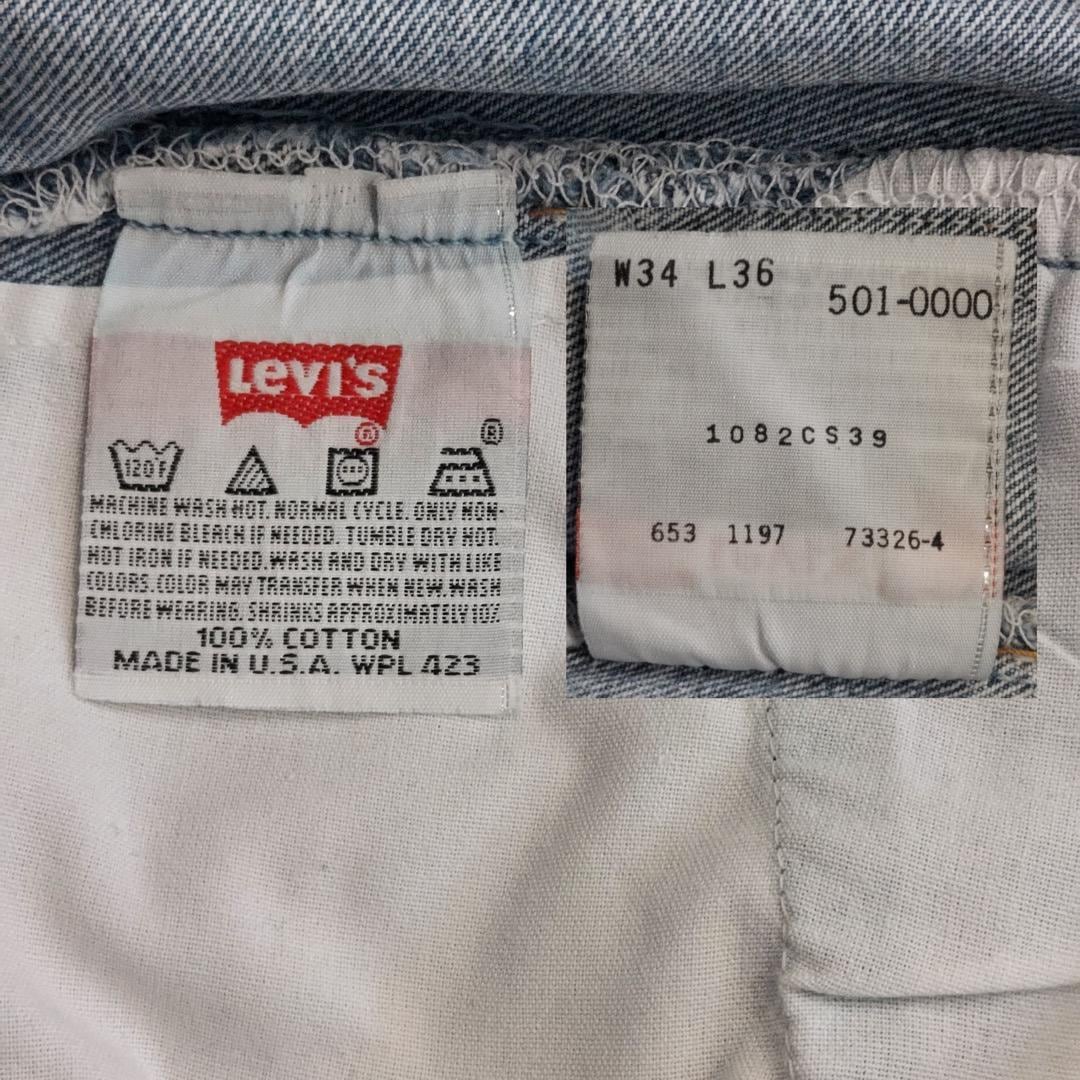 Levi's
®
®
120F
MACHINE WASH HOT. NORMAL CYCLE. ONLY NON-
CHLORINE BLEACH IF NEEDED. TUMBLE DRY HOT.
HOT IRON IF NEEDED. WASH AND DRY WITH LIKE
COLORS. COLOR MAY TRANSFER WHEN NEW. WASH
BEFORE WEARING. SHRINKS APPROXIMATELY 10%
100% COTTON
MADE IN U.S.A. WPL 423
W34 L36
501-0000
1082CS39
653 1197 73326-4